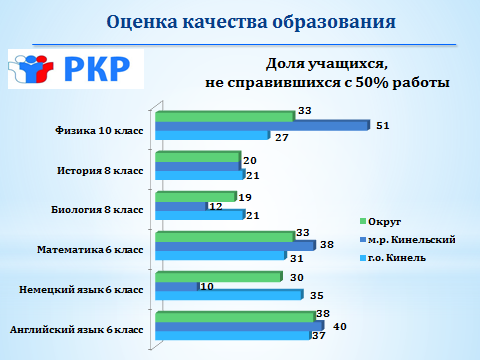 Оценка качества образования
РКР
Доля учащихся,
не справившихся с 50% работы
Физика 10 класс
33
51
27
История 8 класс
20
21
Биология 8 класс
19
12
21
Математика 6 класс
33
38
31
Немецкий язык 6 класс
30
10
35
Английский язык 6 класс
38
40
37
Округ
м.р. Кинельский
г.о. Кинель